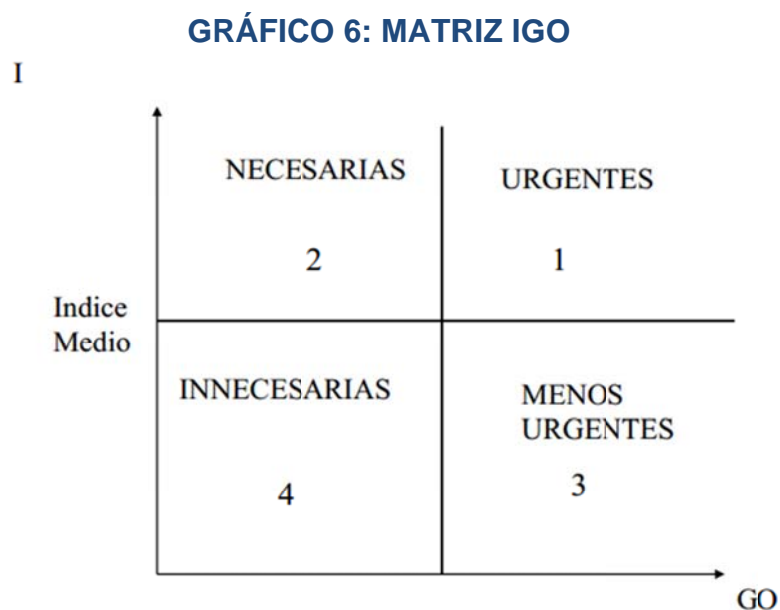 GRÁFICO 6: MATRIZ IGO
I
NECESARIAS
URGENTES
2
1
Indice
Medio
INNECESARIAS
MENOS
URGENTES
4
3
GO